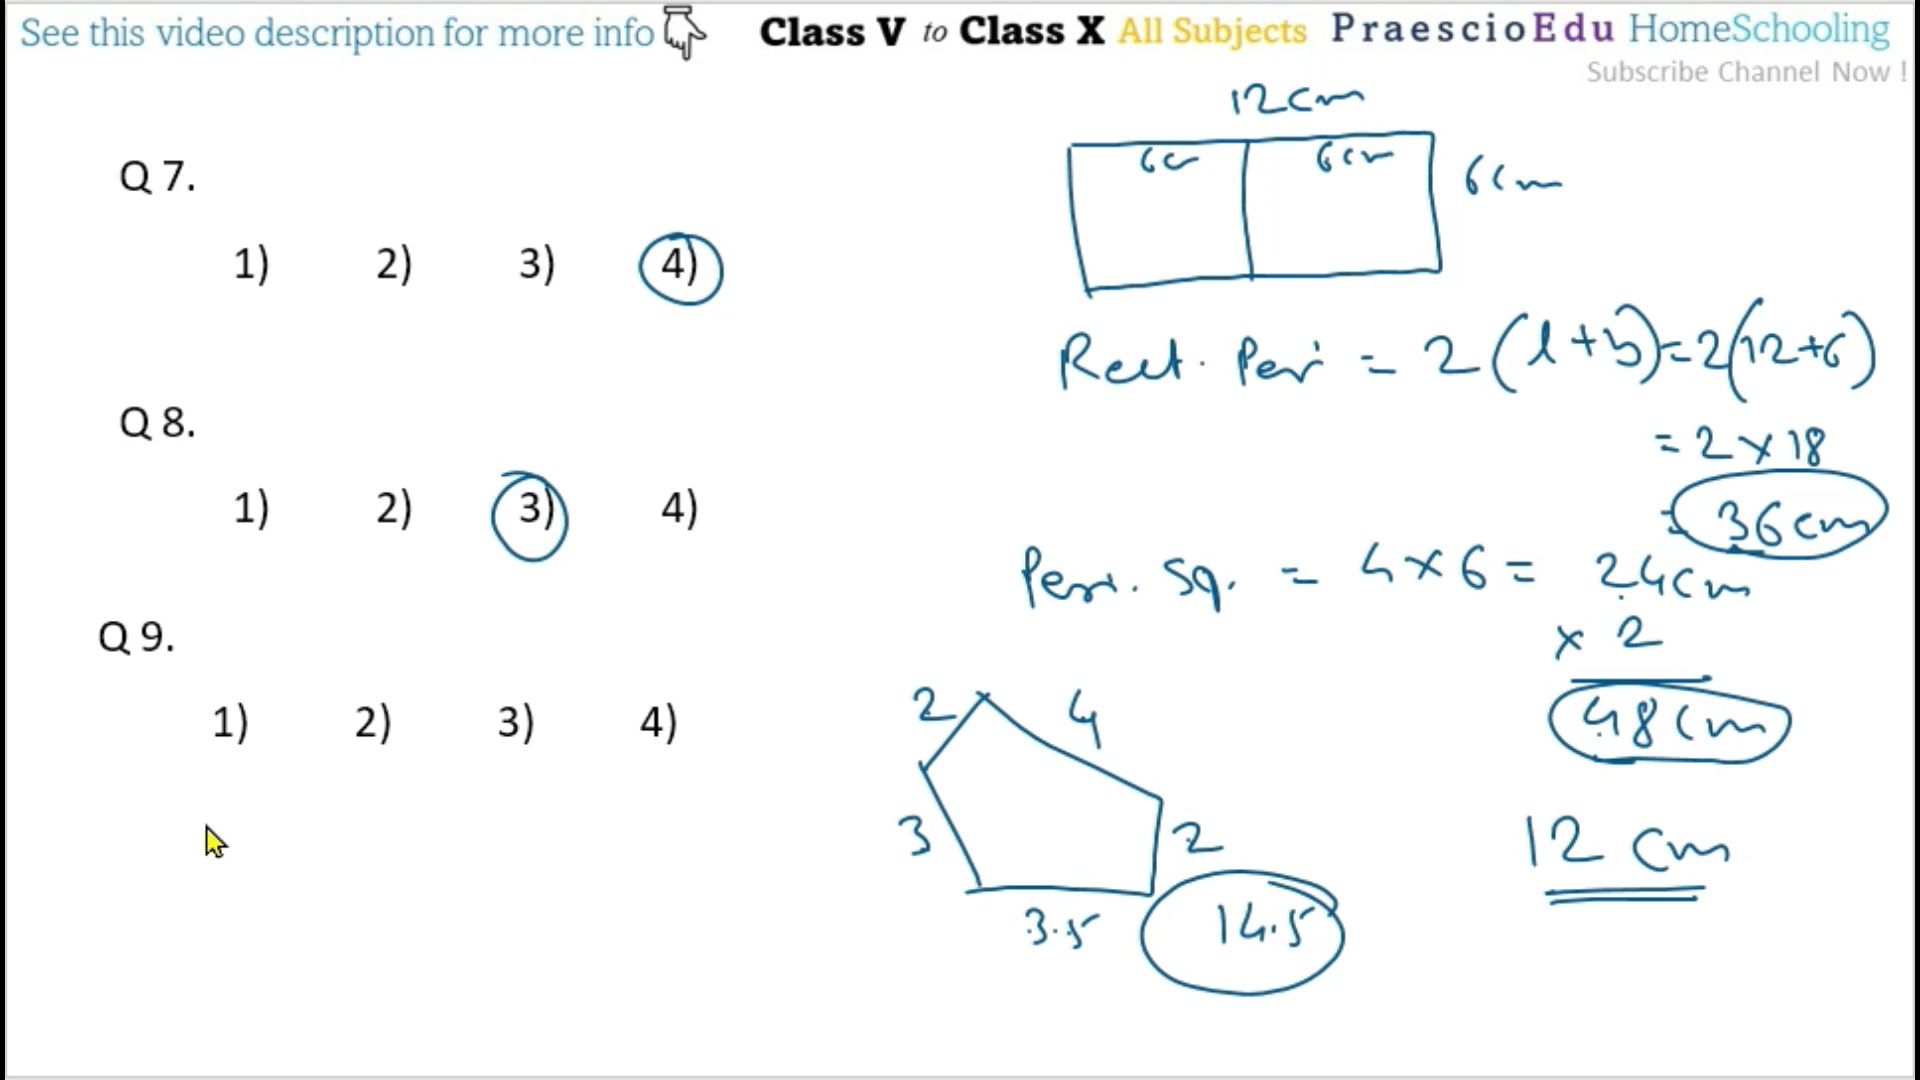 See this video description for more info
Class V to Class X All Subjects PraescioEdu HomeSchooling
Subscribe Channel Now !
12cm
6c 6cm 6cm
Q 7.
1) 2) 3) 4)
Rect. Per = 2(l+b)=2(12+6)
= 2 × 18
= 36cm
Q 8.
1) 2) 3) 4)
Peri. Sq. = 4×6 = 24cm
× 2
48cm
Q 9.
1) 2) 3) 4)
2 4
3 2
3.5 14.5
12 cm